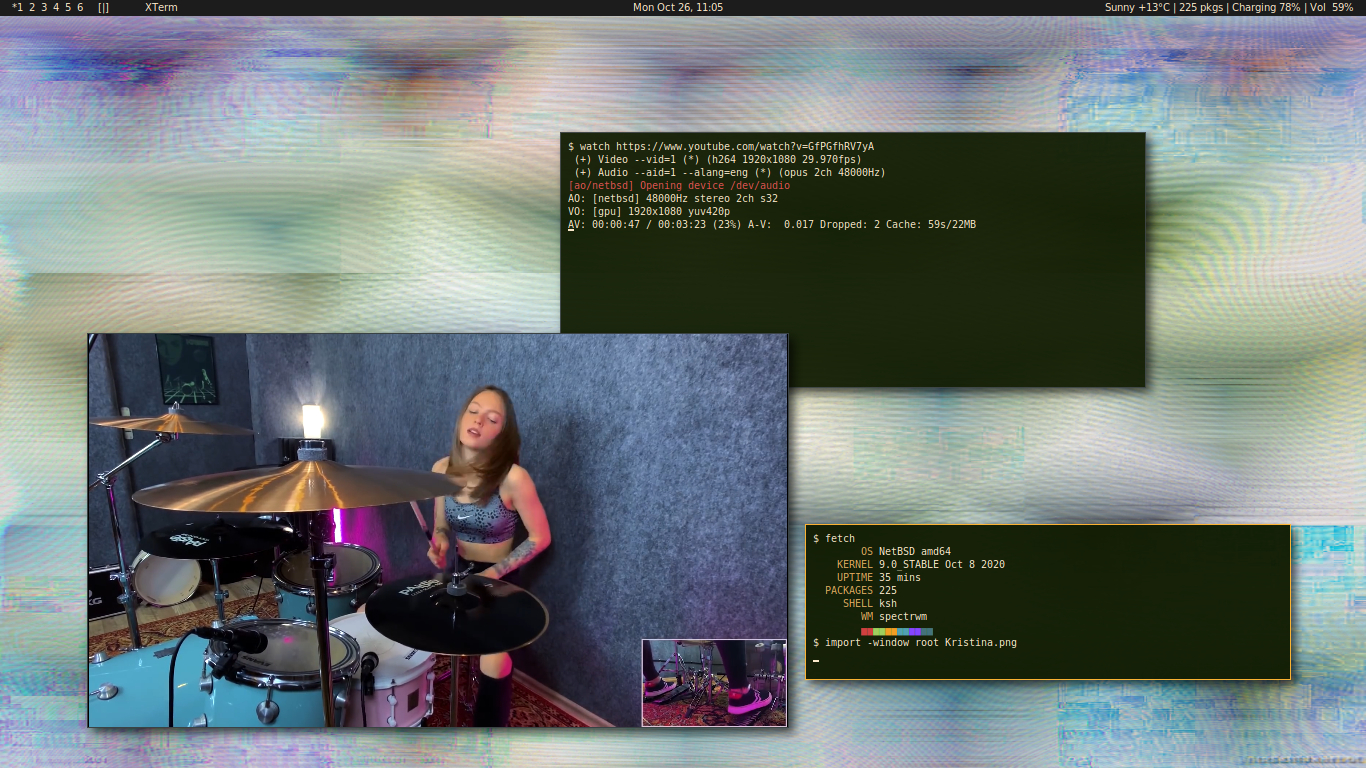 *1 2 3 4 5 6 [|] XTerm Mon Oct 26, 11:05 Sunny +13°C | 225 pkgs | Charging 78% | Vol 59%
$ watch https://www.youtube.com/watch?v=GfPGfhRV7yA
(+) Video --vid=1 (*) (h264 1920x1080 29.970fps)
(+) Audio --aid=1 --alang=eng (*) (opus 2ch 48000Hz)
[ao/netbsd] Opening device /dev/audio
AO: [netbsd] 48000Hz stereo 2ch s32
VO: [gpu] 1920x1080 yuv420p
AV: 00:00:47 / 00:03:23 (23%) A-V: 0.017 Dropped: 2 Cache: 59s/22MB
$ fetch
OS NetBSD amd64
KERNEL 9.0_STABLE Oct 8 2020
UPTIME 35 mins
PACKAGES 225
SHELL ksh
WM spectrwm
$ import -window root Kristina.png